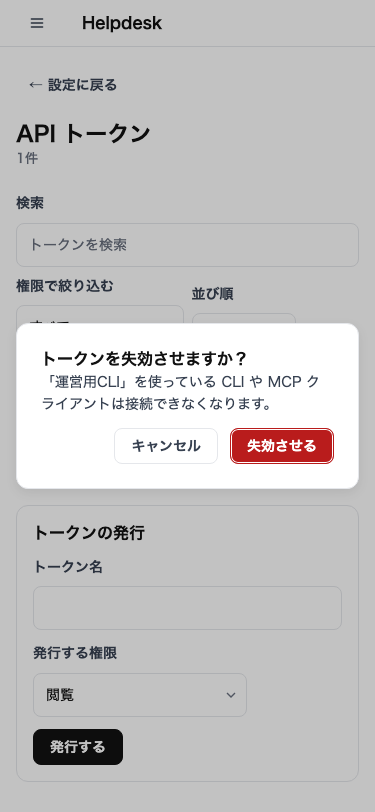 Helpdesk
← 設定に戻る
API トークン
1件
検索
トークンを検索
権限で絞り込む
並び順
トークンを失効させますか？
「運営用CLI」を使っている CLI や MCP ク
ライアントは接続できなくなります。
キャンセル
失効させる
トークンの発行
トークン名
発行する権限
閲覧
発行する